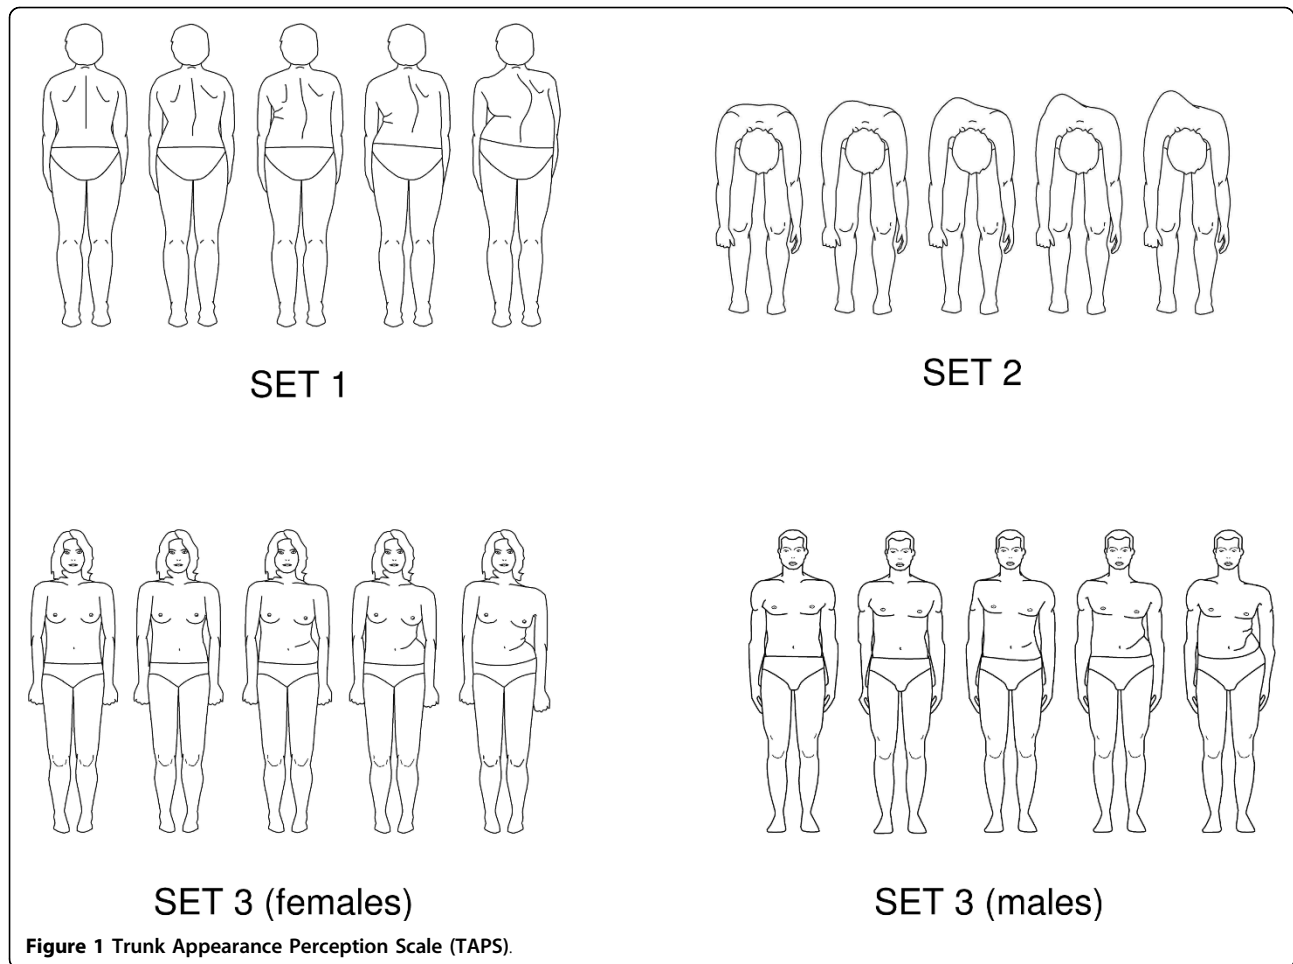 SET 1
SET 2
SET 3 (females)
SET 3 (males)
Figure 1 Trunk Appearance Perception Scale (TAPS).